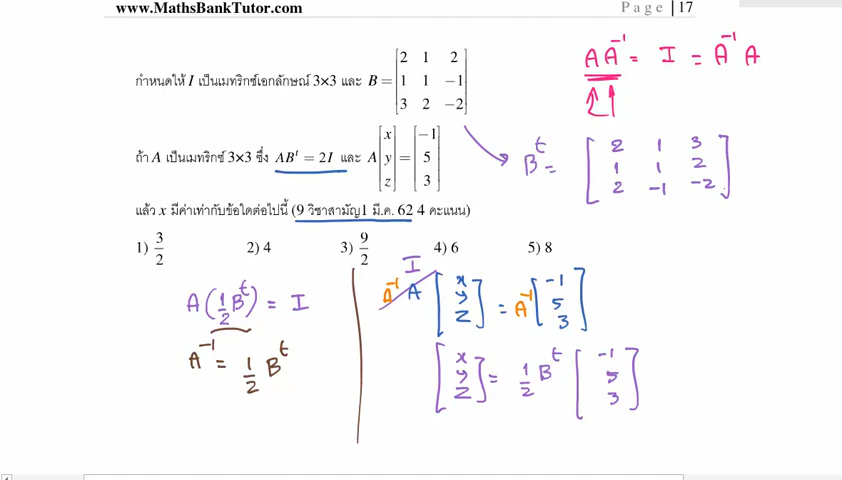 www.MathsBankTutor.com Page | 17
กำหนดให้ I เป็นเมทริกซ์เอกลักษณ์ 3×3 และ B = [2 1 2; 1 1 −1; 3 2 −2]
AA⁻¹ = I = A⁻¹A
ถ้า A เป็นเมทริกซ์ 3×3 ซึ่ง ABᵗ = 2I และ A[x; y; z] = [−1; 5; 3]
Bᵗ = [2 1 3; 1 1 2; 2 -1 -2]
แล้ว x มีค่าเท่ากับข้อใดต่อไปนี้ (9 วิชาสามัญ1 มี.ค. 62 4 คะแนน)
1) 3/2 2) 4 3) 9/2 4) 6 5) 8
A(1/2 Bᵗ) = I
A⁻¹ = 1/2 Bᵗ
I
A⁻¹A[x; y; z] = A⁻¹[-1; 5; 3]
[x; y; z] = 1/2 Bᵗ[-1; 5; 3]